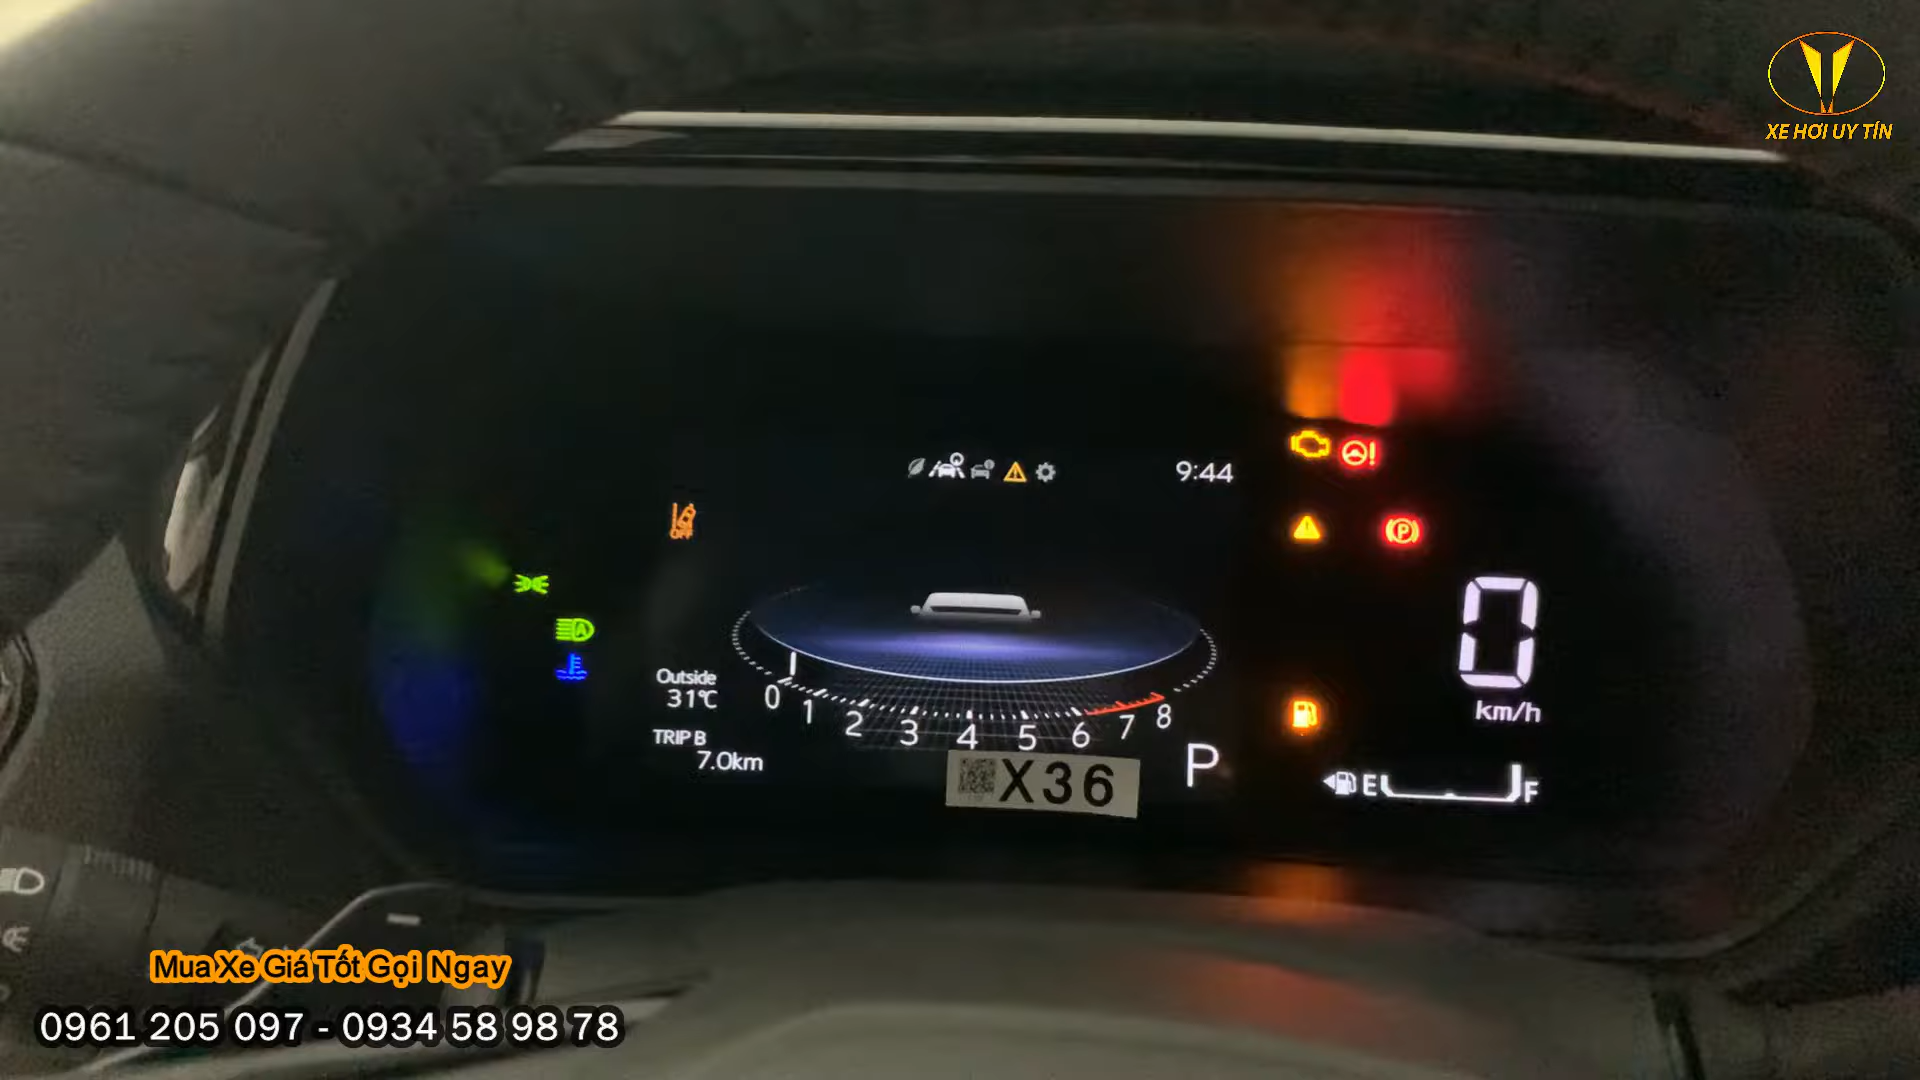 XE HƠI UY TÍN
9:44
OFF
A
P
Outside
31°C
TRIP B
7.0km
0 1 2 3 4 5 6 7 8
0
km/h
P
E F
X36
Mua Xe Giá Tốt Gọi Ngay
0961 205 097 - 0934 58 98 78